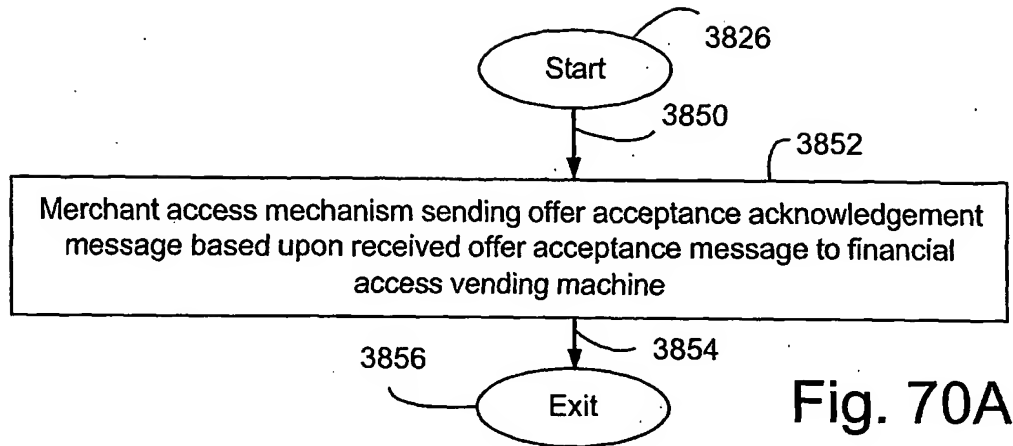 3826
Start
3850
3852
Merchant access mechanism sending offer acceptance acknowledgement
message based upon received offer acceptance message to financial
access vending machine
3854
3856
Exit
Fig. 70A